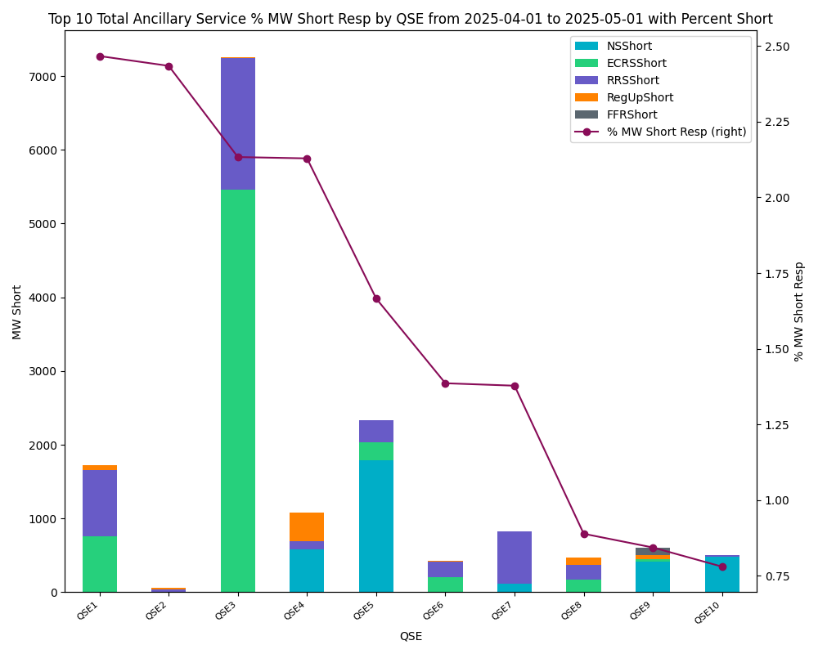 Top 10 Total Ancillary Service % MW Short Resp by QSE from 2025-04-01 to 2025-05-01 with Percent Short
NSShort
ECRSShort
RRSShort
RegUpShort
FFRShort
% MW Short Resp (right)
MW Short
7000
6000
5000
4000
3000
2000
1000
0
2.50
2.25
2.00
1.75
1.50
1.25
1.00
0.75
% MW Short Resp
QSE1
QSE2
QSE3
QSE4
QSE5
QSE6
QSE7
QSE8
QSE9
QSE10
QSE